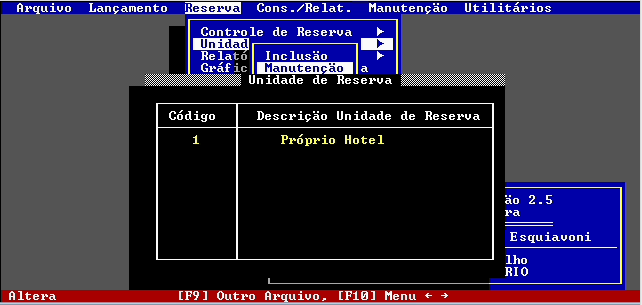 Arquivo Lançamento Reserva Cons./Relat. Manutenção Utilitários
Controle de Reserva ►
Unidad ►
Relató Inclusão ►
Gráfic Manutenção a
Unidade de Reserva
Código Descrição Unidade de Reserva
1 Próprio Hotel
ão 2.5
ra
Esquiavoni
lho
RIO
Altera [F9] Outro Arquivo, [F10] Menu ← →